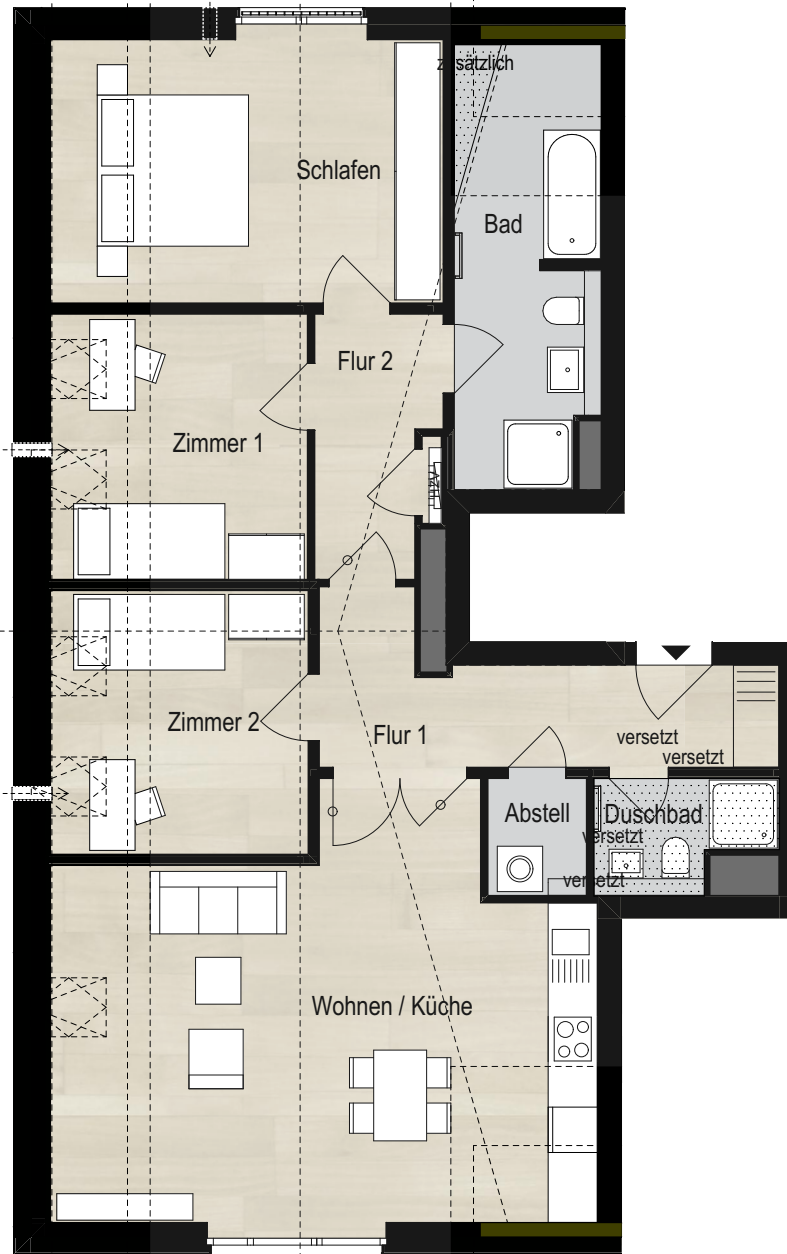 zusätzlich
Schlafen
Bad
Flur 2
Zimmer 1
Zimmer 2
Flur 1
versetzt
versetzt
Abstell
Duschbad
versetzt
versetzt
Wohnen / Küche